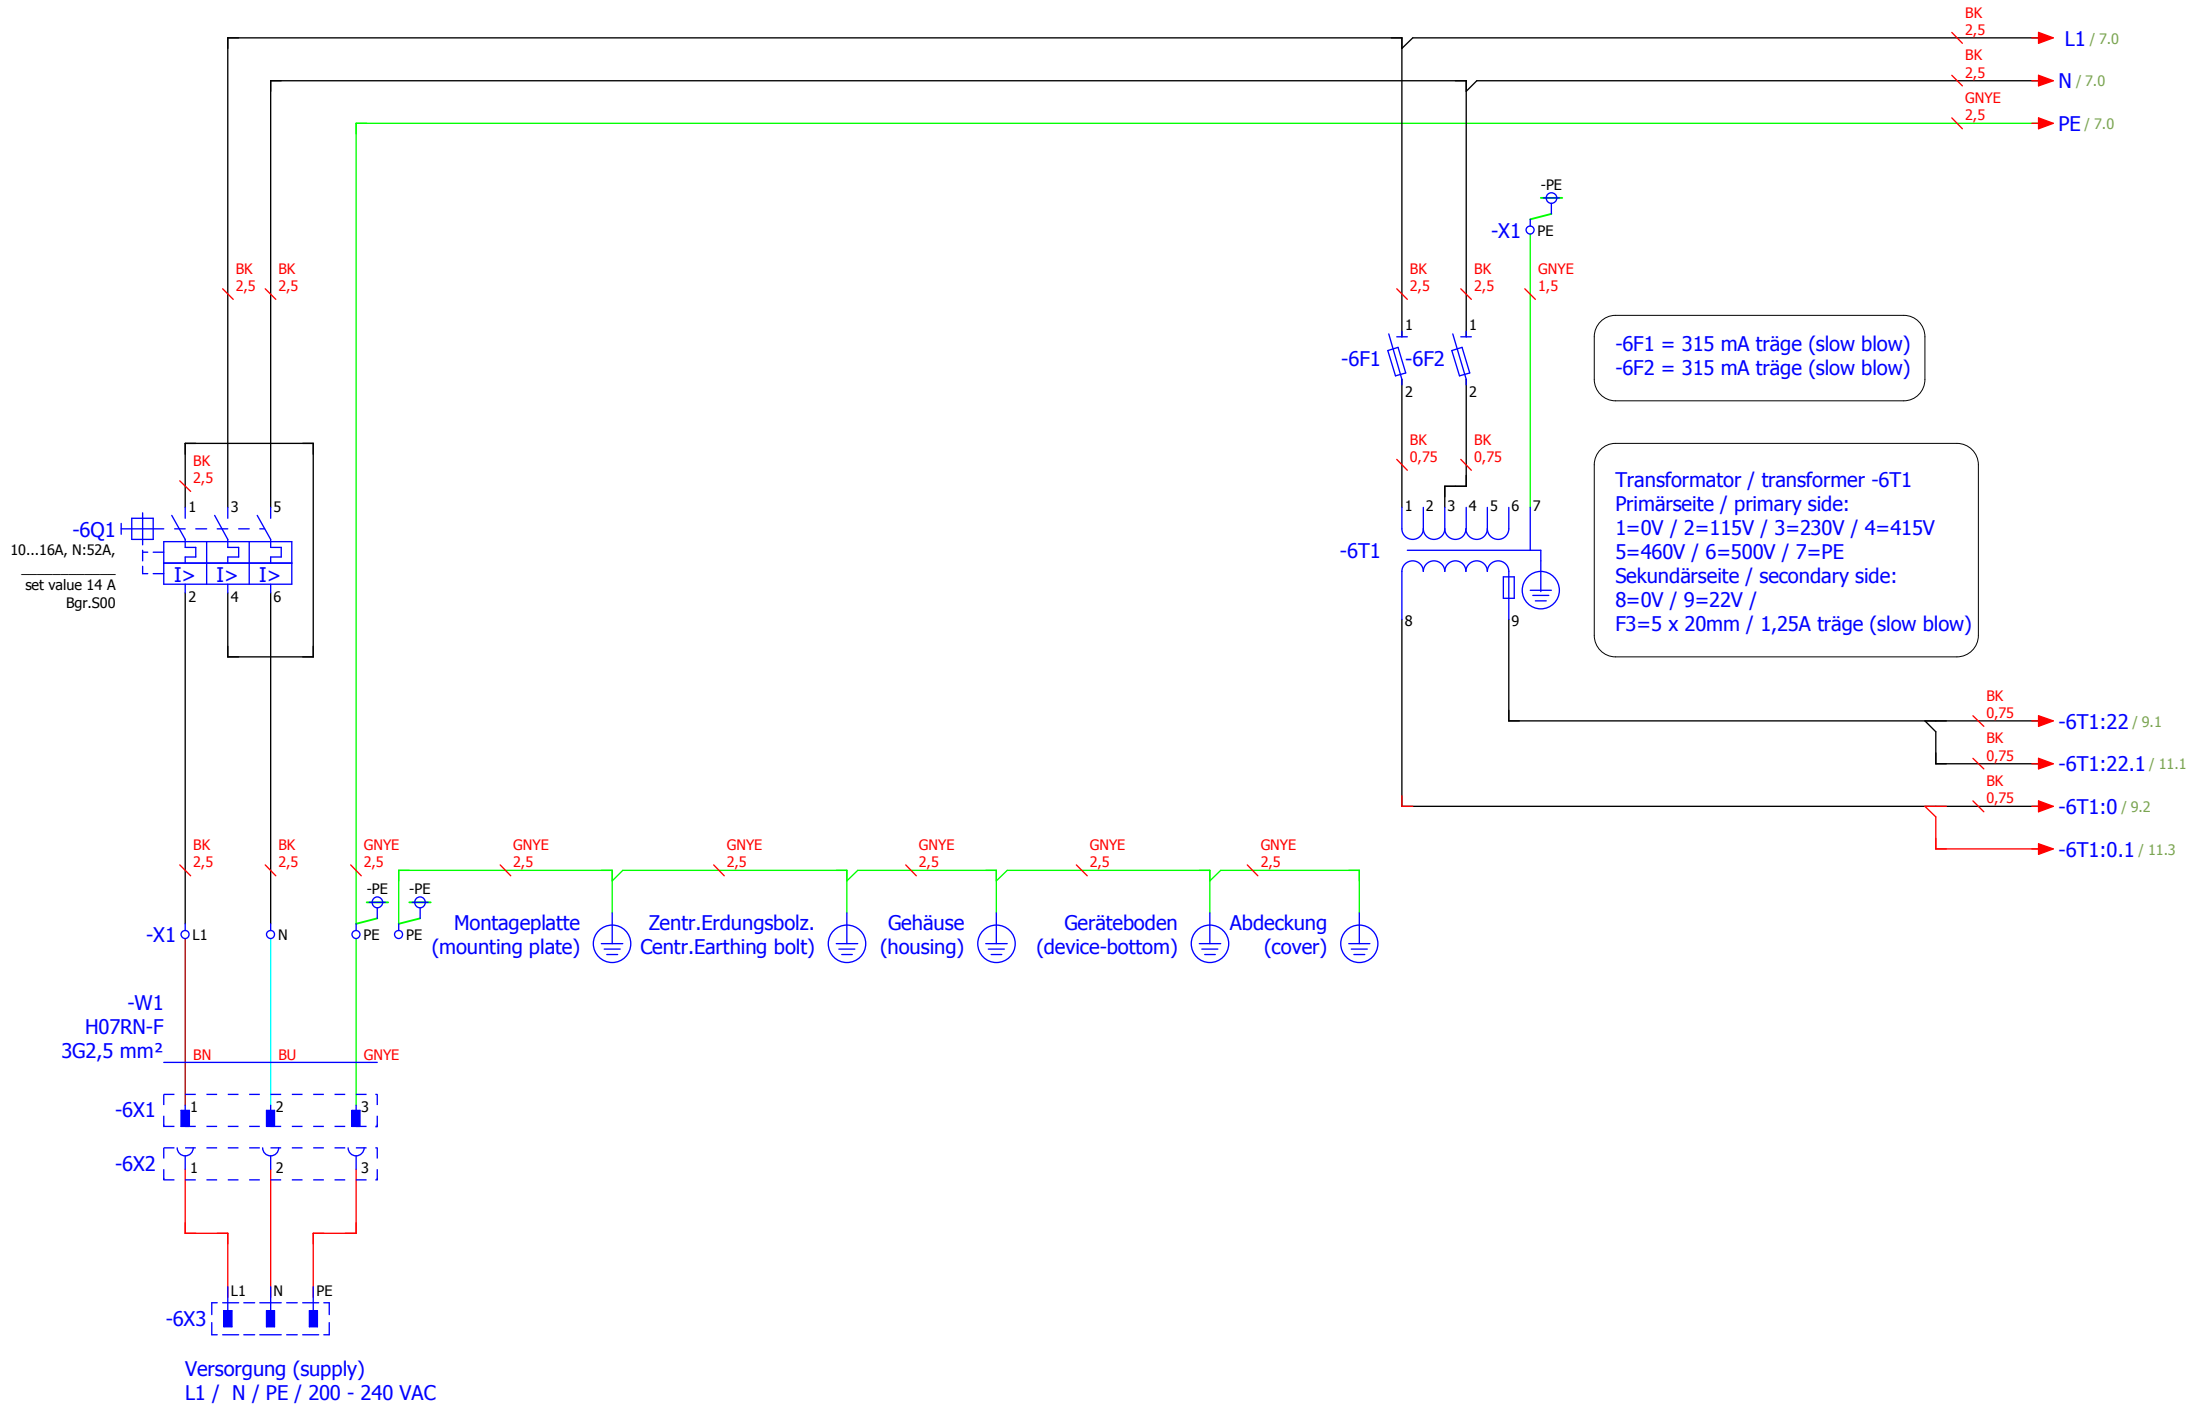 BK
2,5
L1 / 7.0
BK
2,5
N / 7.0
GNYE
2,5
PE / 7.0
-PE
-X1 PE
BK
2,5
BK
2,5
BK
2,5
BK
2,5
GNYE
1,5
1
1
-6F1
-6F2
2
2
-6F1 = 315 mA träge (slow blow)
-6F2 = 315 mA träge (slow blow)
BK
2,5
BK
0,75
BK
0,75
1 3 5
-6Q1
10...16A, N:52A,
set value 14 A
Bgr.S00
I> I> I>
2 4 6
1 2 3 4 5 6 7
-6T1
8 9
Transformator / transformer -6T1
Primärseite / primary side:
1=0V / 2=115V / 3=230V / 4=415V
5=460V / 6=500V / 7=PE
Sekundärseite / secondary side:
8=0V / 9=22V /
F3=5 x 20mm / 1,25A träge (slow blow)
BK
0,75
-6T1:22 / 9.1
BK
0,75
-6T1:22.1 / 11.1
BK
0,75
-6T1:0 / 9.2
-6T1:0.1 / 11.3
BK
2,5
BK
2,5
GNYE
2,5
GNYE
2,5
GNYE
2,5
GNYE
2,5
GNYE
2,5
GNYE
2,5
-PE
-PE
-X1 L1 N PE PE
Montageplatte
(mounting plate)
Zentr.Erdungsbolz.
Centr.Earthing bolt)
Gehäuse
(housing)
Geräteboden
(device-bottom)
Abdeckung
(cover)
-W1
H07RN-F
3G2,5 mm²
BN BU GNYE
-6X1 1 2 3
-6X2 1 2 3
L1 N PE
-6X3
Versorgung (supply)
L1 / N / PE / 200 - 240 VAC